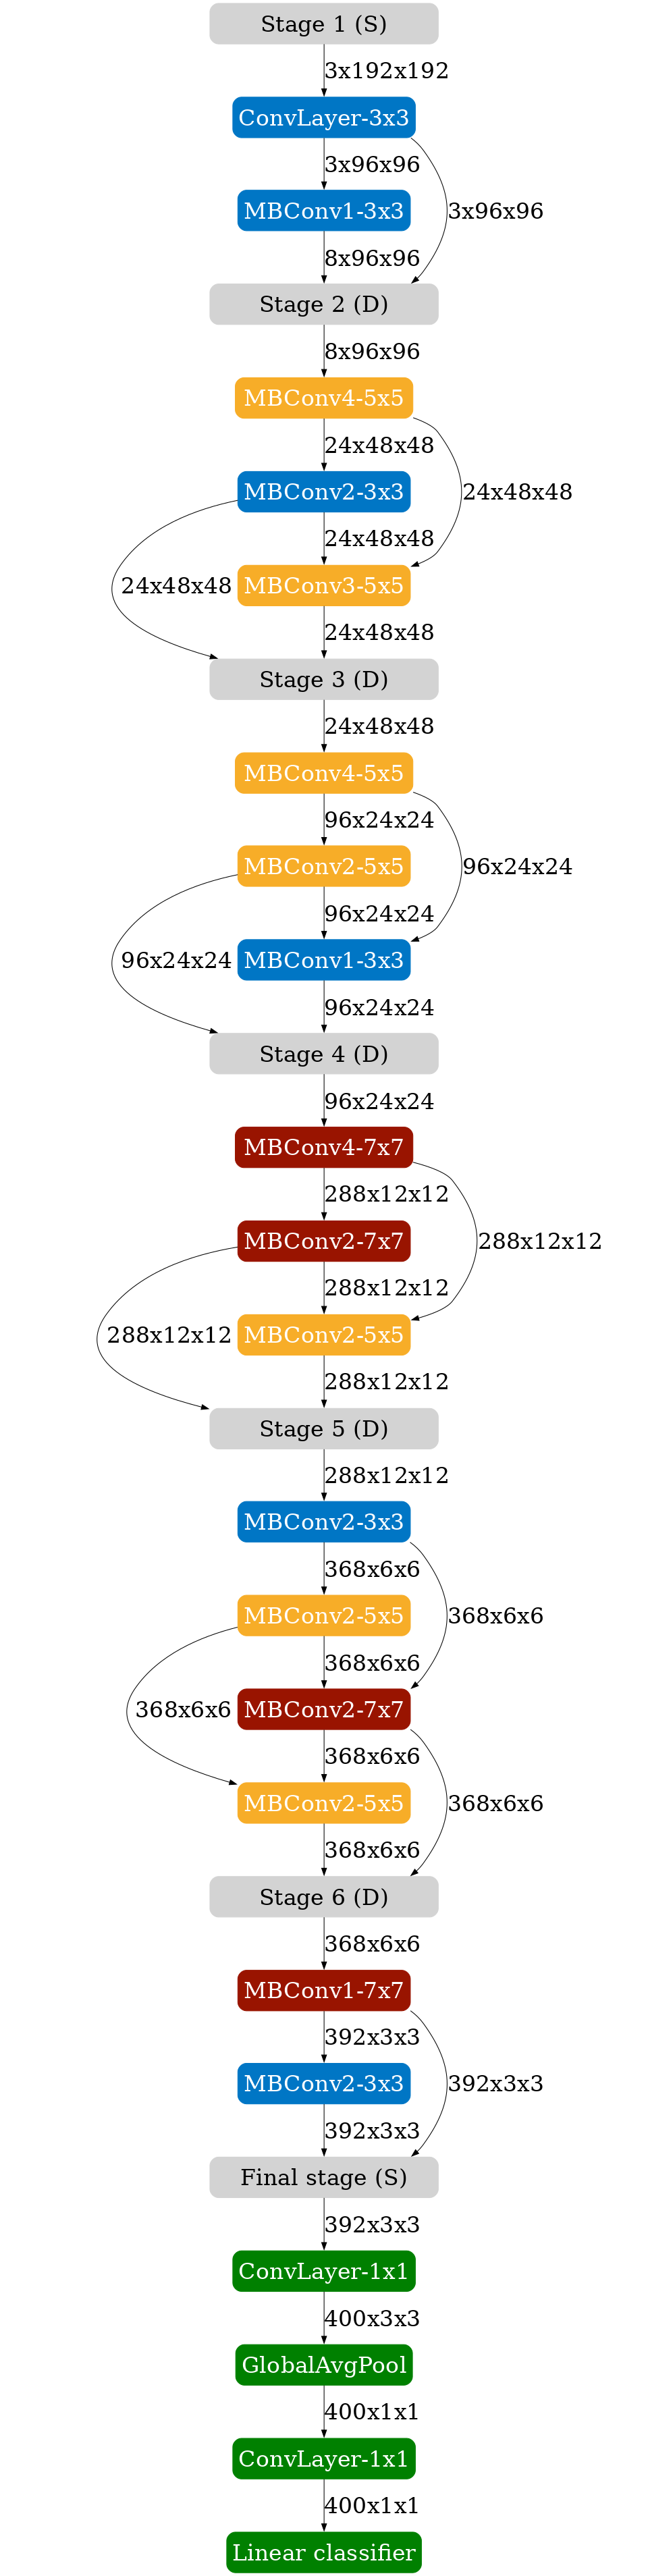 Stage 1 (S)
3x192x192
ConvLayer-3x3
3x96x96
MBConv1-3x3
3x96x96
8x96x96
Stage 2 (D)
8x96x96
MBConv4-5x5
24x48x48
MBConv2-3x3
24x48x48
24x48x48
24x48x48
MBConv3-5x5
24x48x48
Stage 3 (D)
24x48x48
MBConv4-5x5
96x24x24
MBConv2-5x5
96x24x24
96x24x24
96x24x24
MBConv1-3x3
96x24x24
Stage 4 (D)
96x24x24
MBConv4-7x7
288x12x12
MBConv2-7x7
288x12x12
288x12x12
288x12x12
MBConv2-5x5
288x12x12
Stage 5 (D)
288x12x12
MBConv2-3x3
368x6x6
MBConv2-5x5
368x6x6
368x6x6
368x6x6
MBConv2-7x7
368x6x6
MBConv2-5x5
368x6x6
368x6x6
Stage 6 (D)
368x6x6
MBConv1-7x7
392x3x3
MBConv2-3x3
392x3x3
392x3x3
Final stage (S)
392x3x3
ConvLayer-1x1
400x3x3
GlobalAvgPool
400x1x1
ConvLayer-1x1
400x1x1
Linear classifier